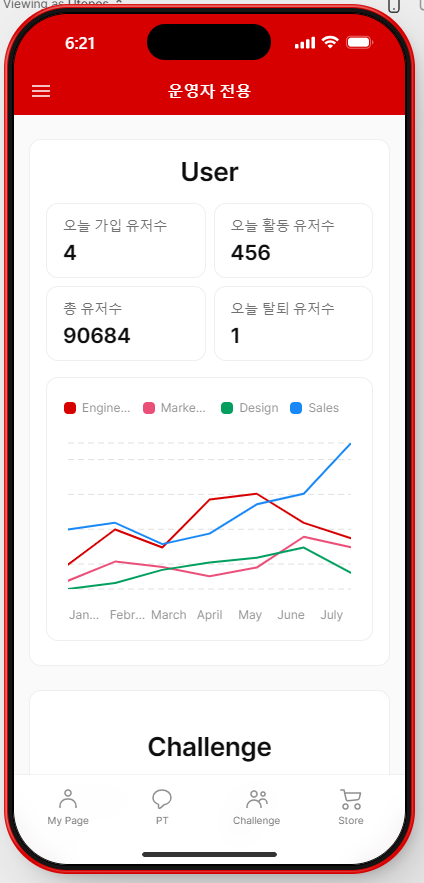 Viewing as Utopos
6:21
운영자 전용
User
오늘 가입 유저수
4
오늘 활동 유저수
456
총 유저수
90684
오늘 탈퇴 유저수
1
Engine... Marke... Design Sales
Jan... Febr... March April May June July
Challenge
My Page PT Challenge Store